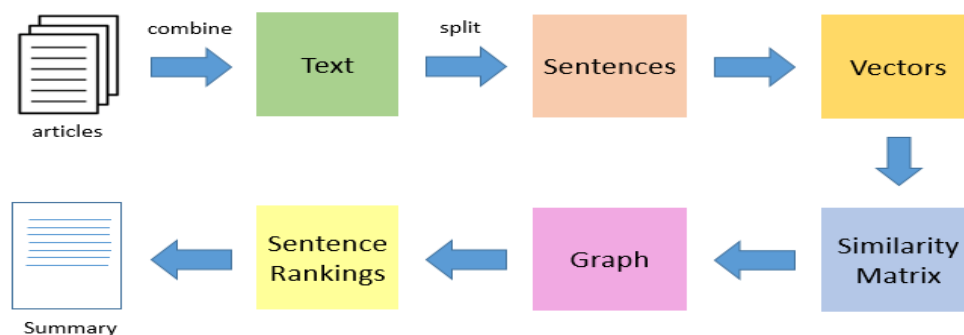 combine
split
Text
Sentences
Vectors
articles
Similarity
Matrix
Graph
Sentence
Rankings
Summary